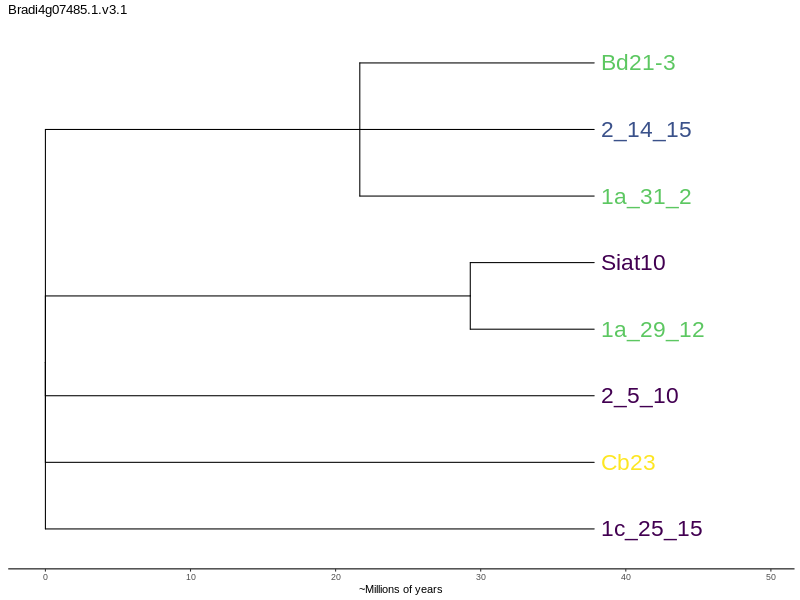 Bradi4g07485.1.v3.1
Bd21-3
2_14_15
1a_31_2
Siat10
1a_29_12
2_5_10
Cb23
1c_25_15
0 10 20 30 40 50
~Millions of years